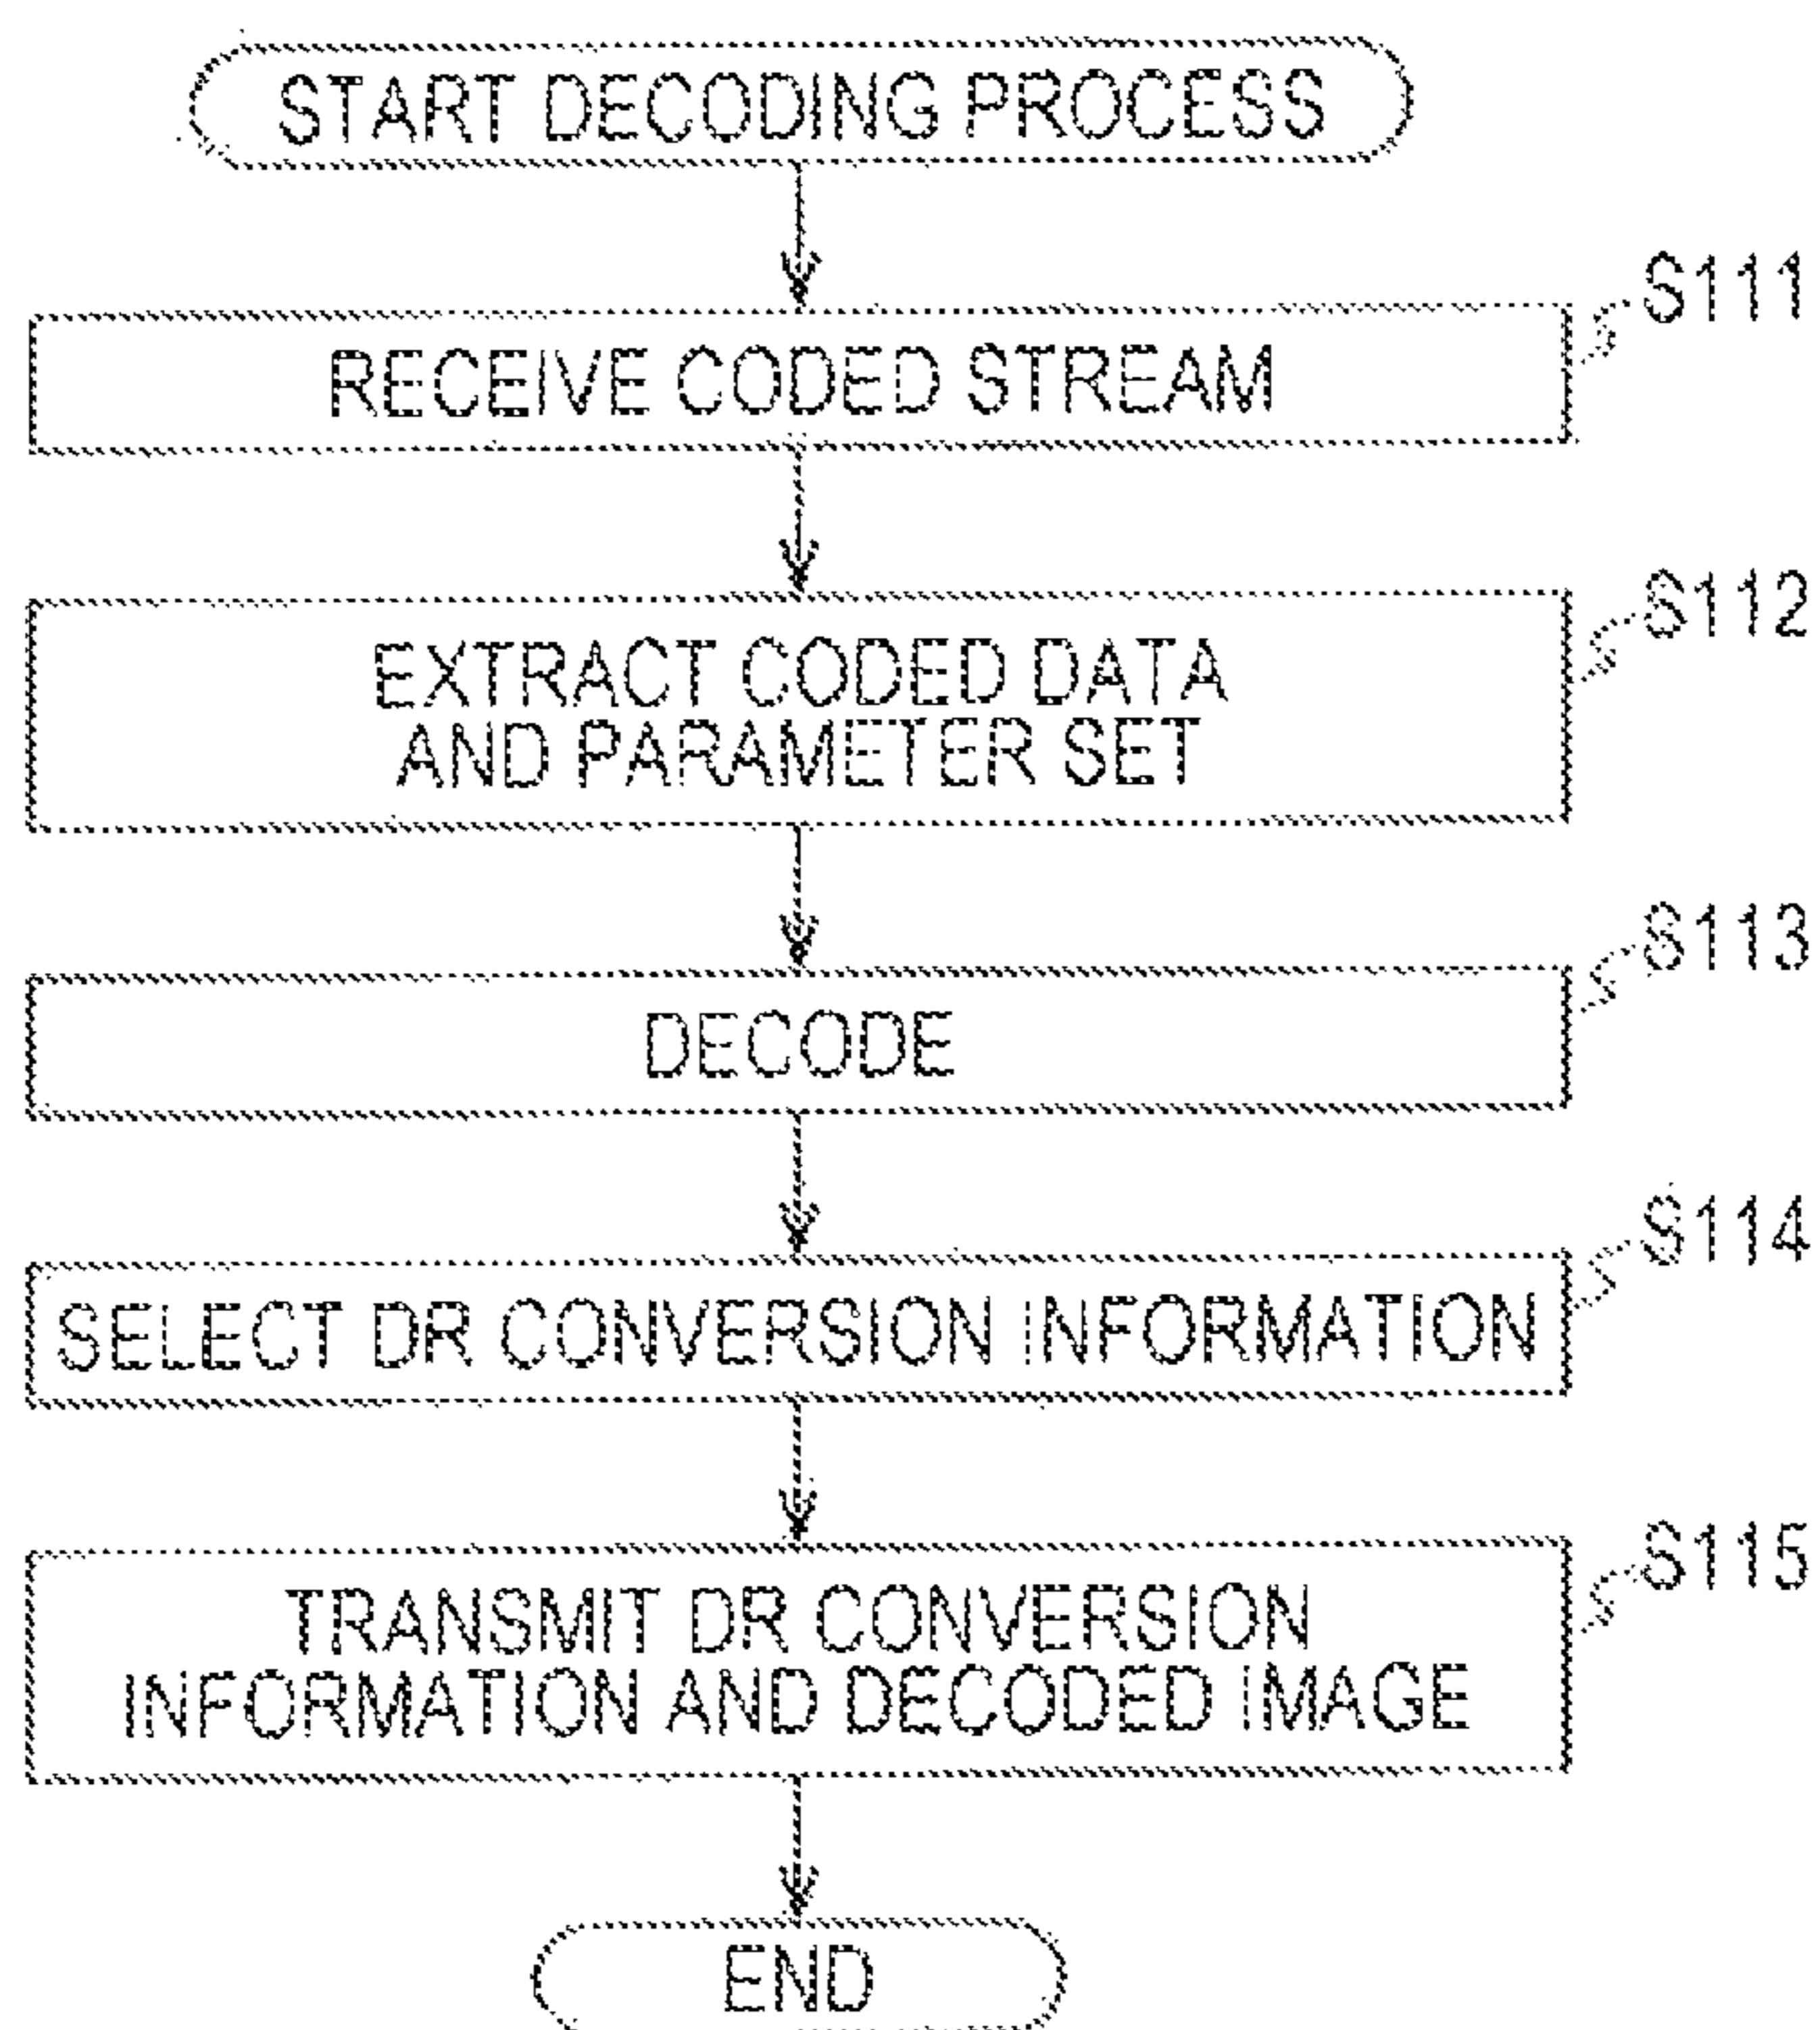 START DECODING PROCESS
S111
RECEIVE CODED STREAM
S112
EXTRACT CODED DATA
AND PARAMETER SET
S113
DECODE
S114
SELECT DR CONVERSION INFORMATION
S115
TRANSMIT DR CONVERSION
INFORMATION AND DECODED IMAGE
END